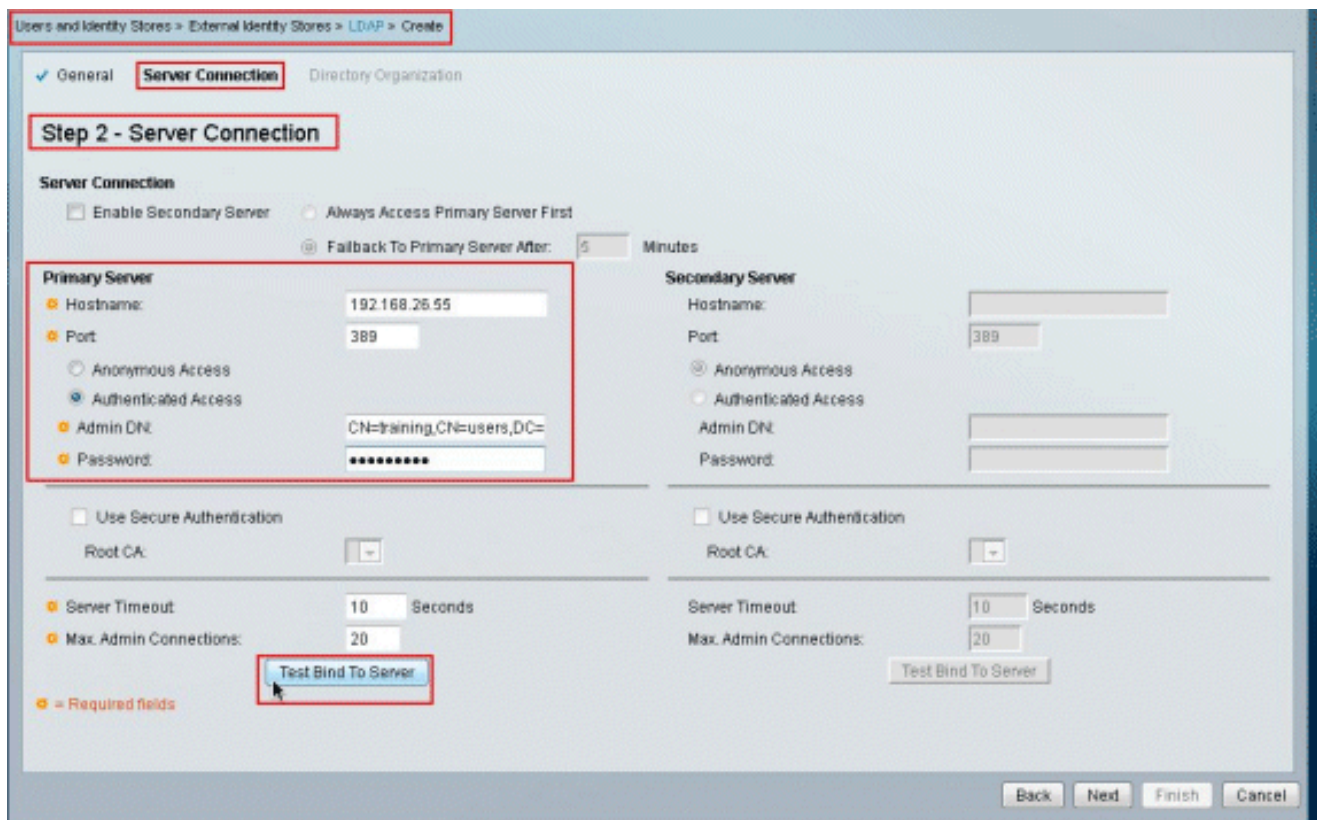 Users and Identity Stores » External Identity Stores » LDAP » Create
General Server Connection Directory Organization
Step 2 - Server Connection
Server Connection
Enable Secondary Server Always Access Primary Server First
Failback To Primary Server After: 5 Minutes
Primary Server Secondary Server
Hostname: 192.168.26.55 Hostname:
Port 389 Port 389
Anonymous Access Anonymous Access
Authenticated Access Authenticated Access
Admin DN: CN=training,CN=users,DC= Admin DN:
Password: ••••••••• Password:
Use Secure Authentication Use Secure Authentication
Root CA: Root CA:
Server Timeout 10 Seconds Server Timeout 10 Seconds
Max. Admin Connections: 20 Max. Admin Connections: 20
Test Bind To Server Test Bind To Server
= Required fields
Back Next Finish Cancel